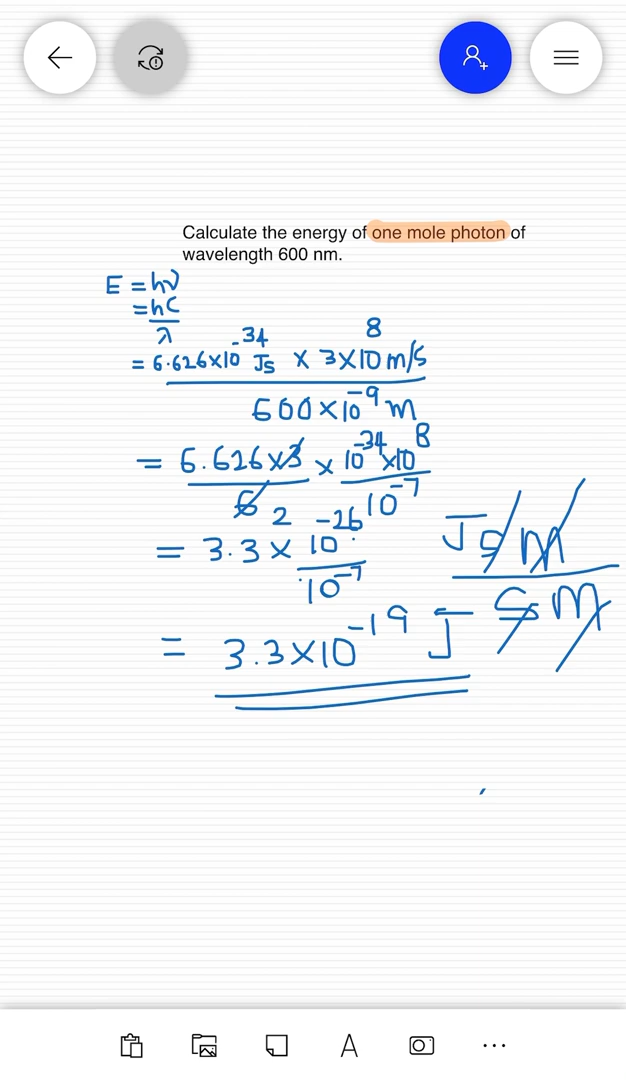 Calculate the energy of one mole photon of
wavelength 600 nm.
E = hν
= hC
λ
= 6.626×10⁻³⁴ Js × 3×10⁸ m/s
600×10⁻⁹ m
= 6.626×3 × 10⁻³⁴×10⁸
6 2 10⁻⁷
= 3.3 × 10⁻²⁶
10⁻⁷
Js m
s m
= 3.3×10⁻¹⁹ J
A